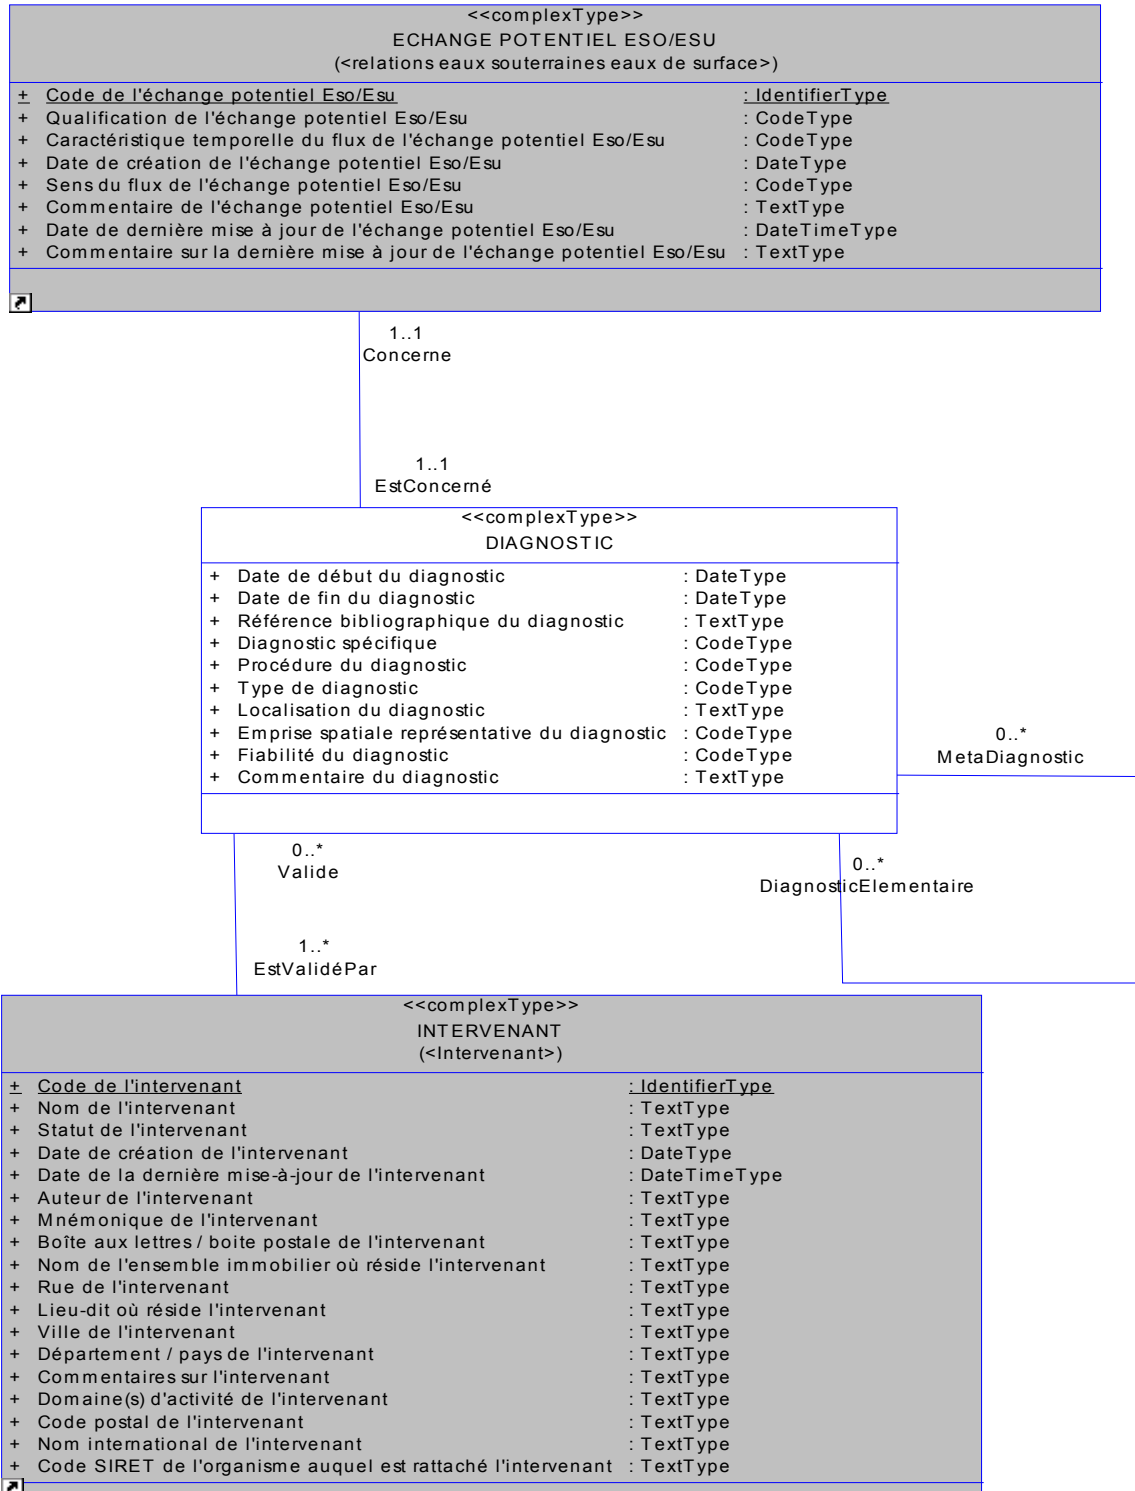 <<complexType>>
ECHANGE POTENTIEL ESO/ESU
(<relations eaux souterraines eaux de surface>)
+ Code de l'échange potentiel Eso/Esu : IdentifierType
+ Qualification de l'échange potentiel Eso/Esu : CodeType
+ Caractéristique temporelle du flux de l'échange potentiel Eso/Esu : CodeType
+ Date de création de l'échange potentiel Eso/Esu : DateType
+ Sens du flux de l'échange potentiel Eso/Esu : CodeType
+ Commentaire de l'échange potentiel Eso/Esu : TextType
+ Date de dernière mise à jour de l'échange potentiel Eso/Esu : DateTimeType
+ Commentaire sur la dernière mise à jour de l'échange potentiel Eso/Esu : TextType
1..1
Concerne
1..1
EstConcerné
<<complexType>>
DIAGNOSTIC
+ Date de début du diagnostic : DateType
+ Date de fin du diagnostic : DateType
+ Référence bibliographique du diagnostic : TextType
+ Diagnostic spécifique : CodeType
+ Procédure du diagnostic : CodeType
+ Type de diagnostic : CodeType
+ Localisation du diagnostic : TextType
+ Emprise spatiale représentative du diagnostic : CodeType
+ Fiabilité du diagnostic : CodeType
+ Commentaire du diagnostic : TextType
0..*
MetaDiagnostic
0..*
Valide
0..*
DiagnosticElementaire
1..*
EstValidéPar
<<complexType>>
INTERVENANT
(<Intervenant>)
+ Code de l'intervenant : IdentifierType
+ Nom de l'intervenant : TextType
+ Statut de l'intervenant : TextType
+ Date de création de l'intervenant : DateType
+ Date de la dernière mise-à-jour de l'intervenant : DateTimeType
+ Auteur de l'intervenant : TextType
+ Mnémonique de l'intervenant : TextType
+ Boîte aux lettres / boite postale de l'intervenant : TextType
+ Nom de l'ensemble immobilier où réside l'intervenant : TextType
+ Rue de l'intervenant : TextType
+ Lieu-dit où réside l'intervenant : TextType
+ Ville de l'intervenant : TextType
+ Département / pays de l'intervenant : TextType
+ Commentaires sur l'intervenant : TextType
+ Domaine(s) d'activité de l'intervenant : TextType
+ Code postal de l'intervenant : TextType
+ Nom international de l'intervenant : TextType
+ Code SIRET de l'organisme auquel est rattaché l'intervenant : TextType